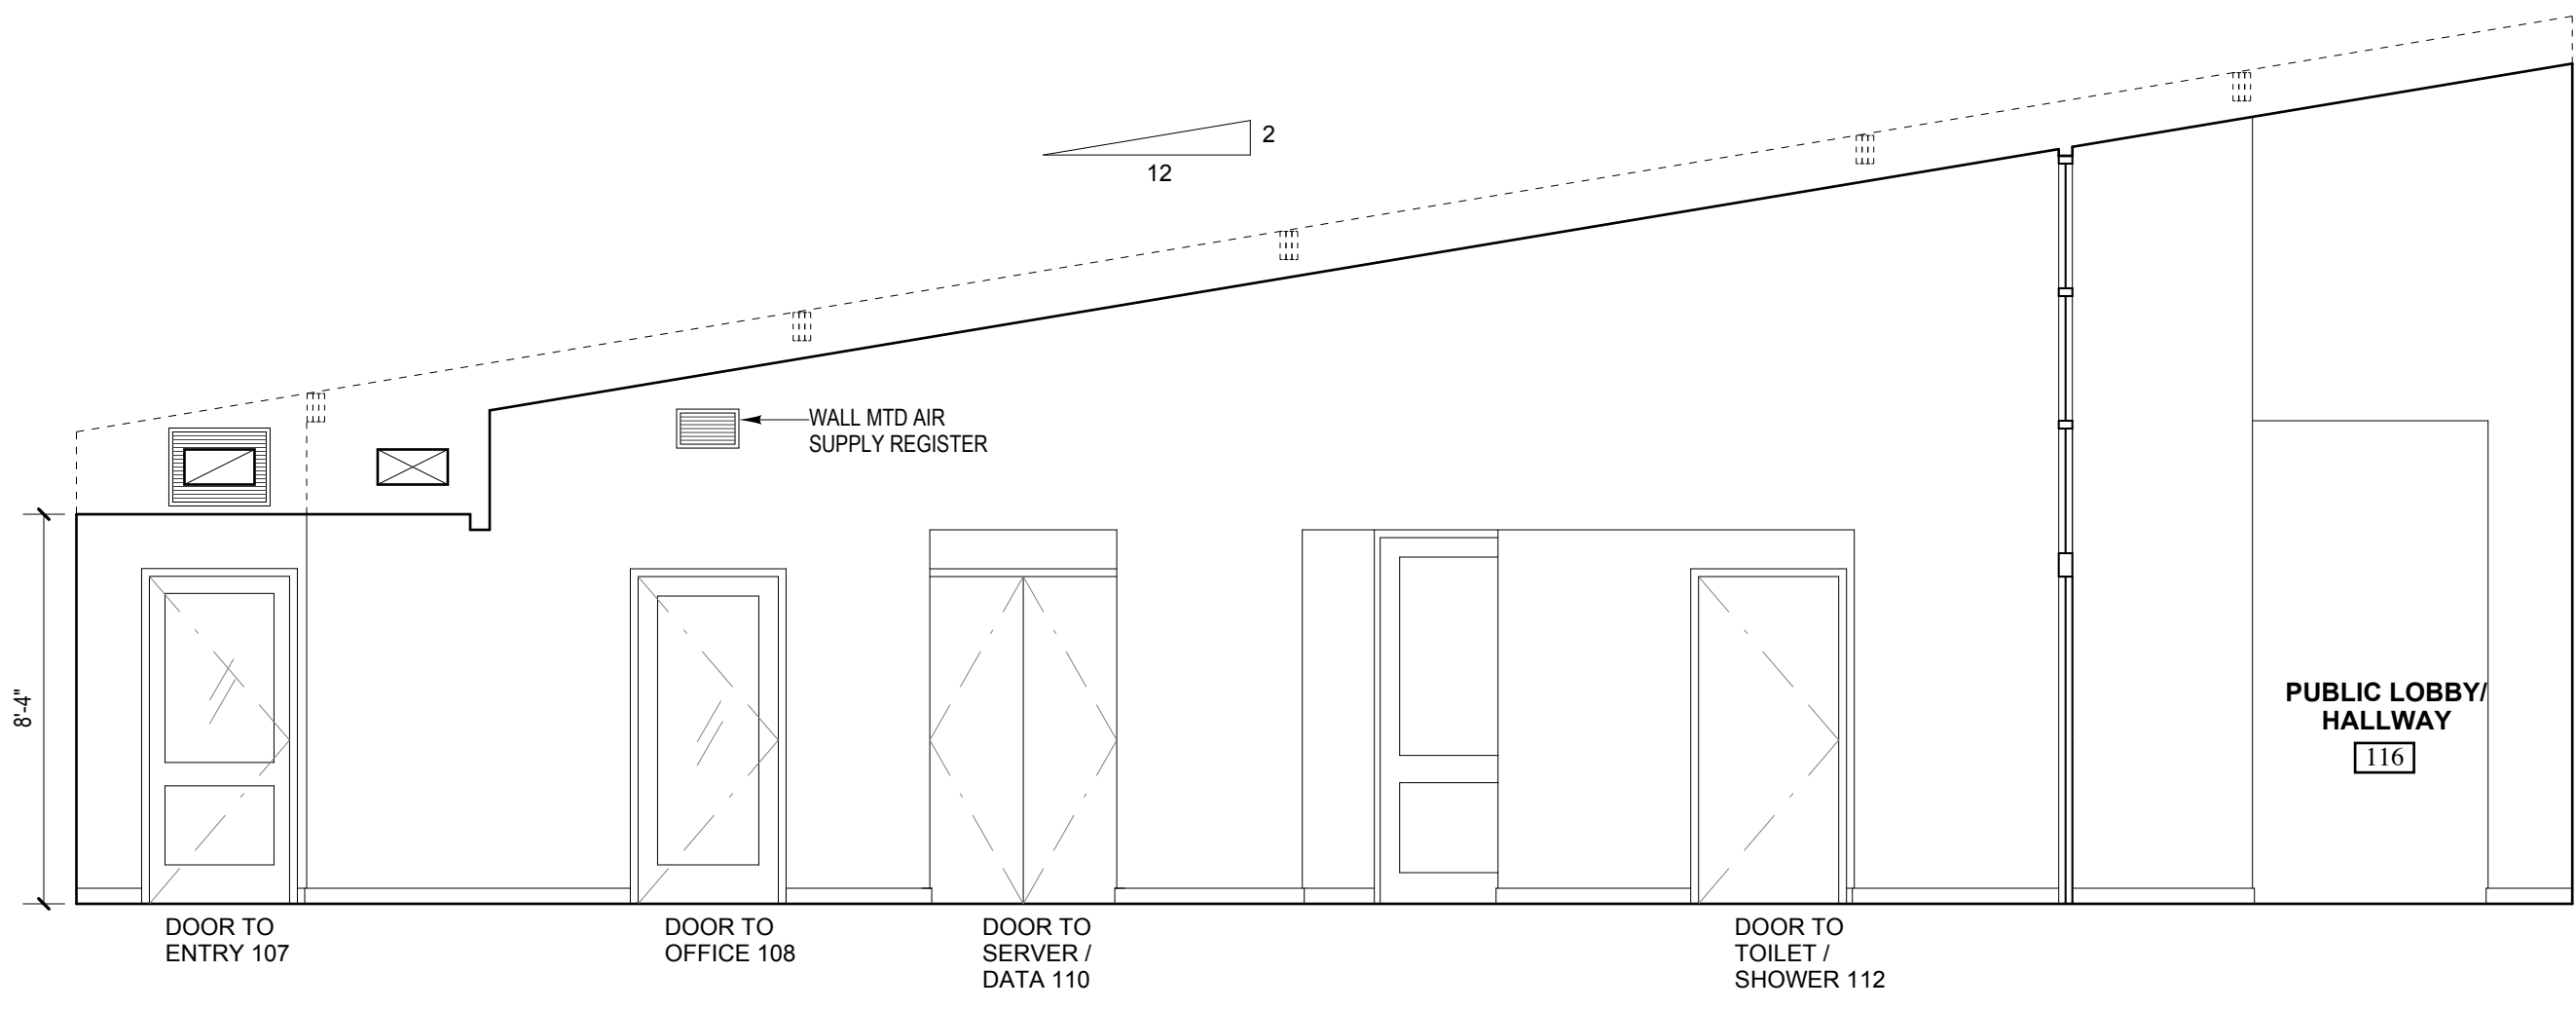 2
12
WALL MTD AIR
SUPPLY REGISTER
8'-4"
PUBLIC LOBBY/
HALLWAY
116
DOOR TO
ENTRY 107
DOOR TO
OFFICE 108
DOOR TO
SERVER /
DATA 110
DOOR TO
TOILET /
SHOWER 112